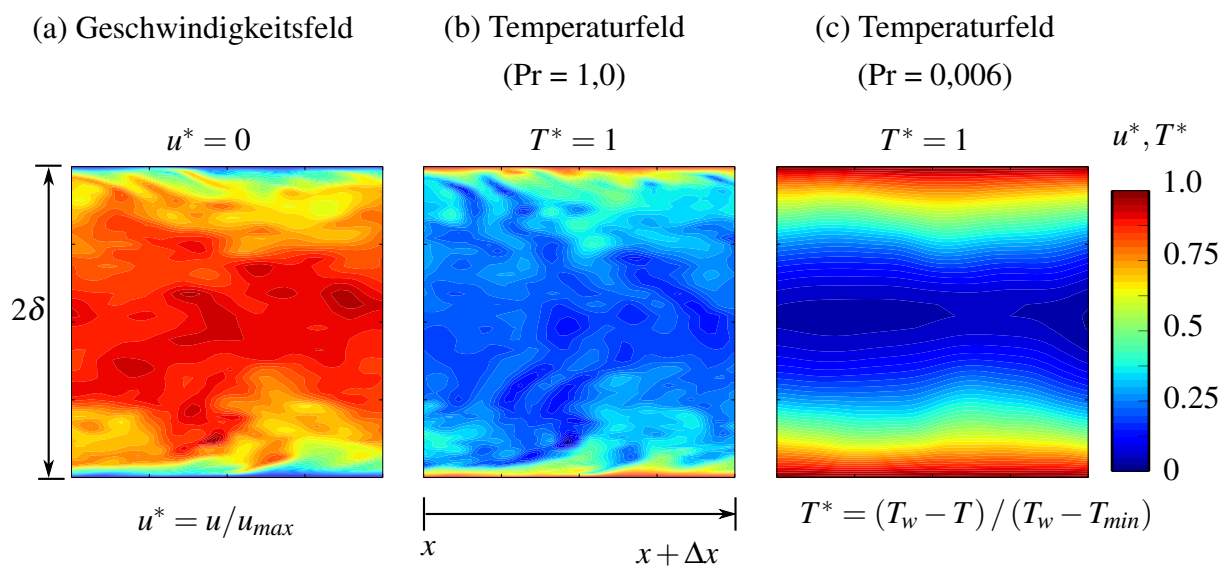 (a) Geschwindigkeitsfeld
(b) Temperaturfeld
(Pr = 1,0)
(c) Temperaturfeld
(Pr = 0,006)
u* = 0
T* = 1
T* = 1
u*, T*
2δ
1.0
0.75
0.5
0.25
0
u* = u/u_max
x
x + Δx
T* = (T_w − T) / (T_w − T_min)